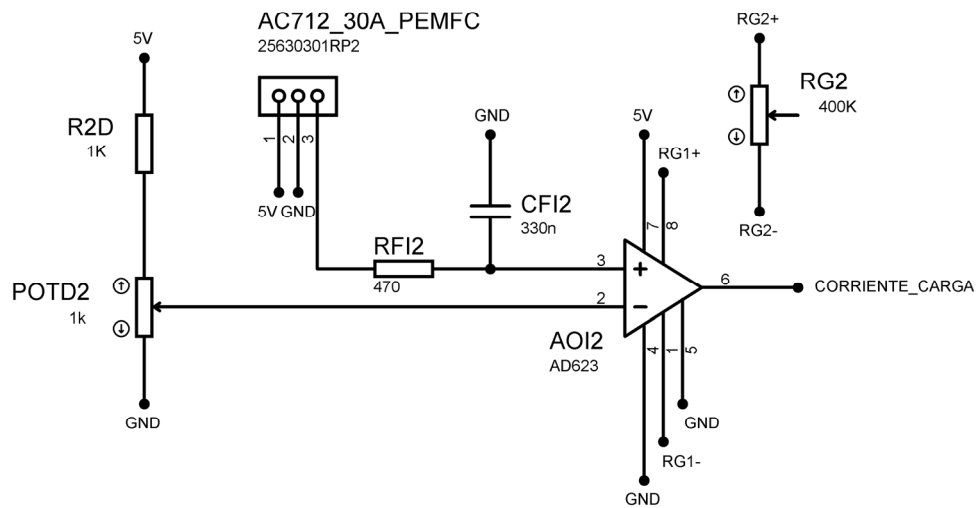 AC712_30A_PEMFC
25630301RP2
5V
R2D
1K
1
2
3
5V GND
GND
CFI2
330n
RFI2
470
5V
RG1+
7
8
RG2+
RG2
400K
RG2-
POTD2
1k
GND
3
2
+
−
6
CORRIENTE_CARGA
AOI2
AD623
4
1
5
GND
RG1-
GND